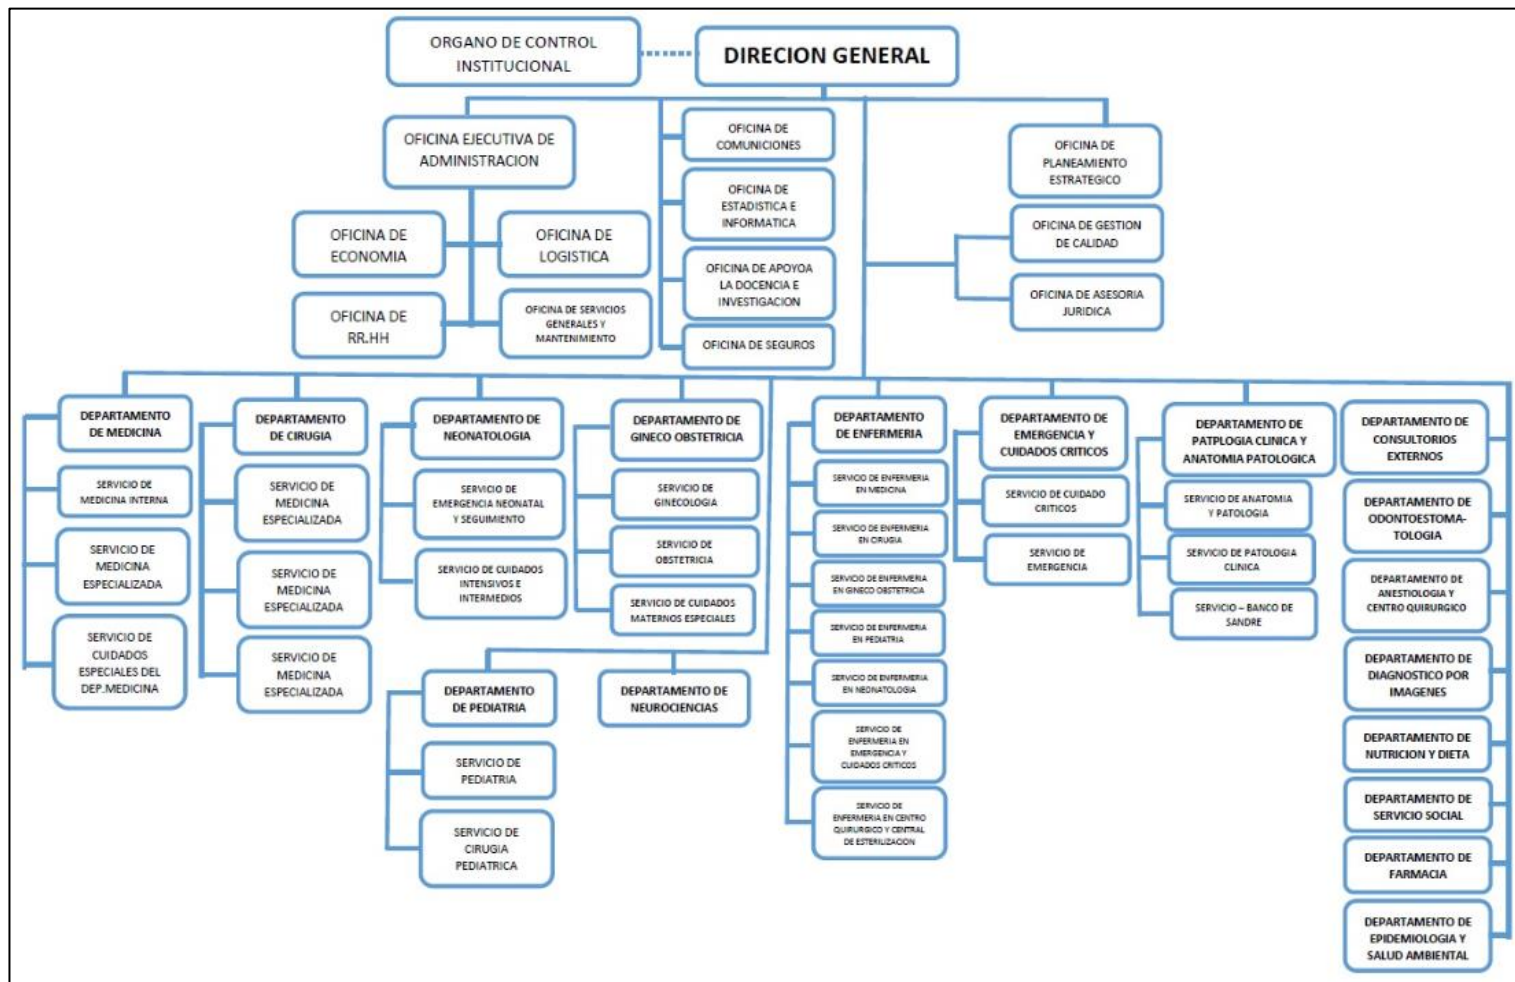 ORGANO DE CONTROL
INSTITUCIONAL
DIRECION GENERAL
OFICINA EJECUTIVA DE
ADMINISTRACION
OFICINA DE
ECONOMIA
OFICINA DE
LOGISTICA
OFICINA DE
RR.HH
OFICINA DE SERVICIOS
GENERALES Y
MANTENIMIENTO
OFICINA DE
COMUNICIONES
OFICINA DE
ESTADISTICA E
INFORMATICA
OFICINA DE APOYOA
LA DOCENCIA E
INVESTIGACION
OFICINA DE SEGUROS
OFICINA DE
PLANEAMIENTO
ESTRATEGICO
OFICINA DE GESTION
DE CALIDAD
OFICINA DE ASESORIA
JURIDICA
DEPARTAMENTO
DE MEDICINA
SERVICIO DE
MEDICINA INTERNA
SERVICIO DE
MEDICINA
ESPECIALIZADA
SERVICIO DE
CUIDADOS
ESPECIALES DEL
DEP.MEDICINA
DEPARTAMENTO
DE CIRUGIA
SERVICIO DE
MEDICINA
ESPECIALIZADA
SERVICIO DE
MEDICINA
ESPECIALIZADA
SERVICIO DE
MEDICINA
ESPECIALIZADA
DEPARTAMENTO DE
NEONATOLOGIA
SERVICIO DE
EMERGENCIA NEONATAL
Y SEGUIMIENTO
SERVICIO DE CUIDADOS
INTENSIVOS E
INTERMEDIOS
DEPARTAMENTO DE
GINECO OBSTETRICIA
SERVICIO DE
GINECOLOGIA
SERVICIO DE
OBSTETRICIA
SERVICIO DE CUIDADOS
MATERNOS ESPECIALES
DEPARTAMENTO
DE PEDIATRIA
SERVICIO DE
PEDIATRIA
SERVICIO DE
CIRUGIA
PEDIATRICA
DEPARTAMENTO DE
NEUROCIENCIAS
DEPARTAMENTO
DE ENFERMERIA
SERVICIO DE ENFERMERIA
EN MEDICINA
SERVICIO DE ENFERMERIA
EN CIRUGIA
SERVICIO DE ENFERMERIA
EN GINECO OBSTETRICIA
SERVICIO DE ENFERMERIA
EN PEDIATRIA
SERVICIO DE ENFERMERIA
EN NEONATOLOGIA
SERVICIO DE
ENFERMERIA EN
EMERGENCIA Y
CUIDADOS CRITICOS
SERVICIO DE
ENFERMERIA EN CENTRO
QUIRURGICO Y CENTRAL
DE ESTERILIZACION
DEPARTAMENTO DE
EMERGENCIA Y
CUIDADOS CRITICOS
SERVICIO DE CUIDADO
CRITICOS
SERVICIO DE
EMERGENCIA
DEPARTAMENTO DE
PATPLOGIA CLINICA Y
ANATOMIA PATOLOGICA
SERVICIO DE ANATOMIA
Y PATOLOGIA
SERVICIO DE PATOLOGIA
CLINICA
SERVICIO – BANCO DE
SANDRE
DEPARTAMENTO DE
CONSULTORIOS
EXTERNOS
DEPARTAMENTO DE
ODONTOESTOMA-
TOLOGIA
DEPARTAMENTO DE
ANESTIOLOGIA Y
CENTRO QUIRURGICO
DEPARTAMENTO DE
DIAGNOSTICO POR
IMAGENES
DEPARTAMENTO DE
NUTRICION Y DIETA
DEPARTAMENTO DE
SERVICIO SOCIAL
DEPARTAMENTO DE
FARMACIA
DEPARTAMENTO DE
EPIDEMIOLOGIA Y
SALUD AMBIENTAL